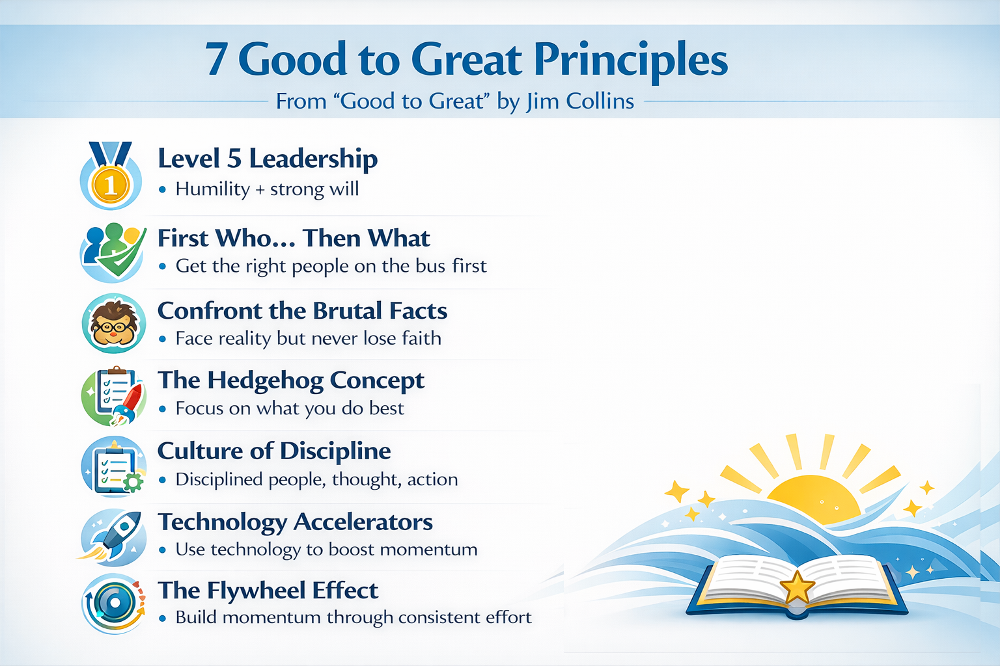 7 Good to Great Principles
From “Good to Great” by Jim Collins
1
Level 5 Leadership
• Humility + strong will
First Who... Then What
• Get the right people on the bus first
Confront the Brutal Facts
• Face reality but never lose faith
The Hedgehog Concept
• Focus on what you do best
Culture of Discipline
• Disciplined people, thought, action
Technology Accelerators
• Use technology to boost momentum
The Flywheel Effect
• Build momentum through consistent effort